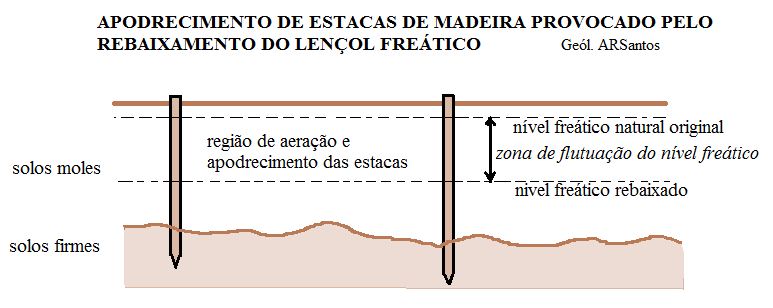 APODRECIMENTO DE ESTACAS DE MADEIRA PROVOCADO PELO
REBAIXAMENTO DO LENÇOL FREÁTICO Geól. ARSantos
nível freático natural original
região de aeração e
apodrecimento das estacas
zona de flutuação do nível freático
solos moles
nivel freático rebaixado
solos firmes